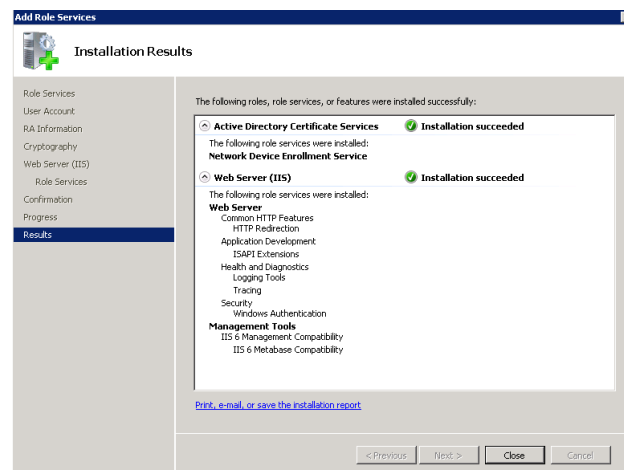 Add Role Services
Installation Results
Role Services
User Account
RA Information
Cryptography
Web Server (IIS)
Role Services
Confirmation
Progress
Results
The following roles, role services, or features were installed successfully:
Active Directory Certificate Services Installation succeeded
The following role services were installed:
Network Device Enrollment Service
Web Server (IIS) Installation succeeded
The following role services were installed:
Web Server
Common HTTP Features
HTTP Redirection
Application Development
ISAPI Extensions
Health and Diagnostics
Logging Tools
Tracing
Security
Windows Authentication
Management Tools
IIS 6 Management Compatibility
IIS 6 Metabase Compatibility
Print, e-mail, or save the installation report
< Previous Next > Close Cancel